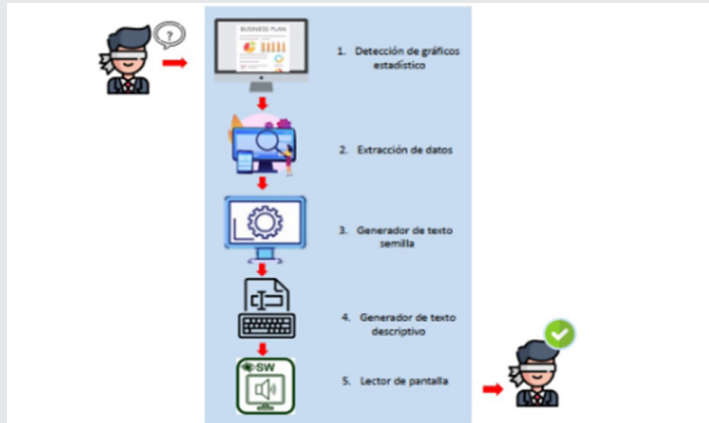 ?
BUSINESS PLAN
1. Detección de gráficos
estadístico
2. Extracción de datos
3. Generador de texto
semilla
4. Generador de texto
descriptivo
SW
5. Lector de pantalla